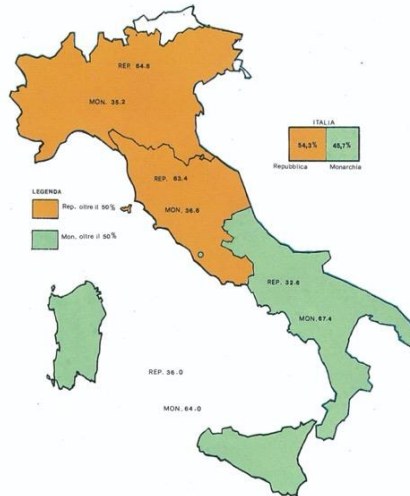 REP. 64.8
MON. 35.2
ITALIA
54,3% 45,7%
Repubblica Monarchia
REP. 63.4
MON. 36.6
LEGENDA
Rep. oltre il 50%
Mon. oltre il 50%
REP. 32.6
MON. 67.4
REP. 36.0
MON. 64.0